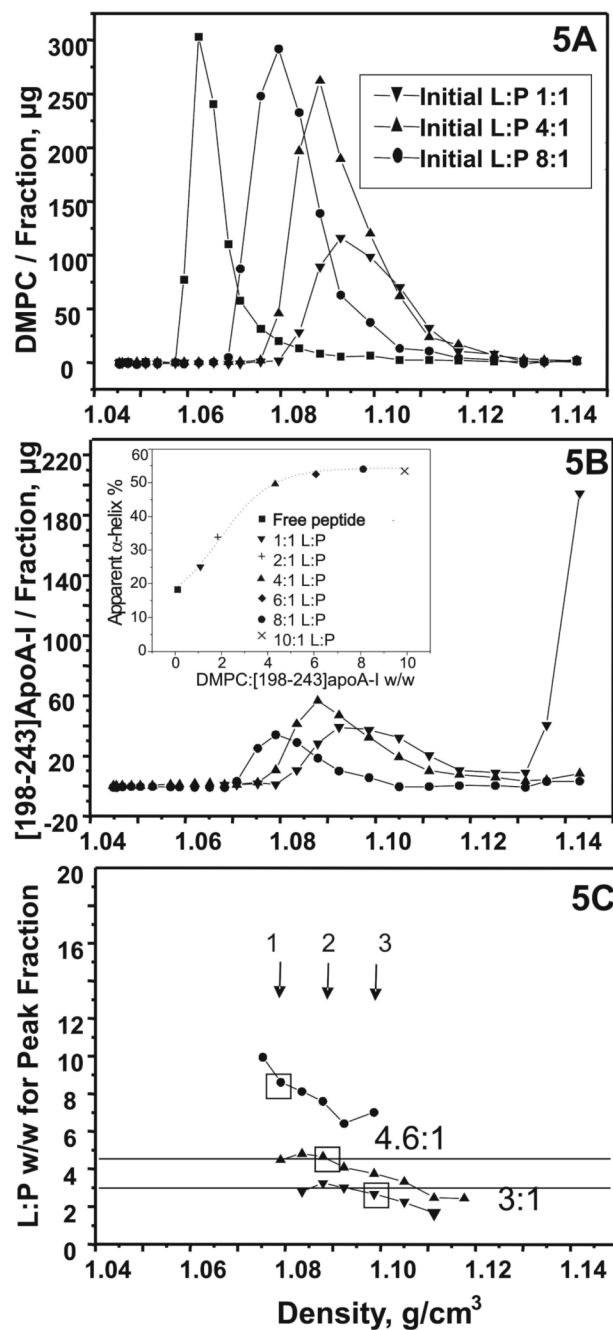 5A
Initial L:P 1:1
Initial L:P 4:1
Initial L:P 8:1
DMPC / Fraction, µg
300
250
200
150
100
50
0
1.04 1.06 1.08 1.10 1.12 1.14
5B
[198-243]ApoA-I / Fraction, µg
220
180
140
100
60
20
-20
Apparent α-helix %
60
50
40
30
20
10
0
Free peptide
1:1 L:P
2:1 L:P
4:1 L:P
6:1 L:P
8:1 L:P
10:1 L:P
0 2 4 6 8 10
DMPC:[198-243]apoA-I w/w
1.04 1.06 1.08 1.10 1.12 1.14
5C
L:P w/w for Peak Fraction
20
18
16
14
12
10
8
6
4
2
0
1 2 3
4.6:1
3:1
1.04 1.06 1.08 1.10 1.12 1.14
Density, g/cm³